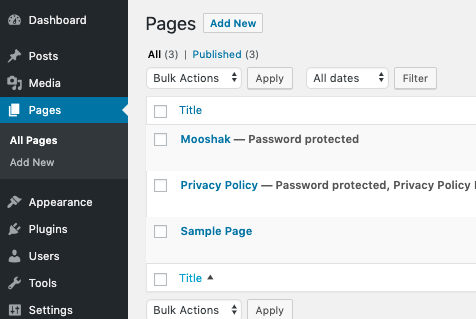 Dashboard
Posts
Media
Pages
All Pages
Add New
Appearance
Plugins
Users
Tools
Settings
Pages Add New
All (3) | Published (3)
Bulk Actions Apply All dates Filter
Title
Mooshak — Password protected
Privacy Policy — Password protected, Privacy Policy
Sample Page
Title
Bulk Actions Apply